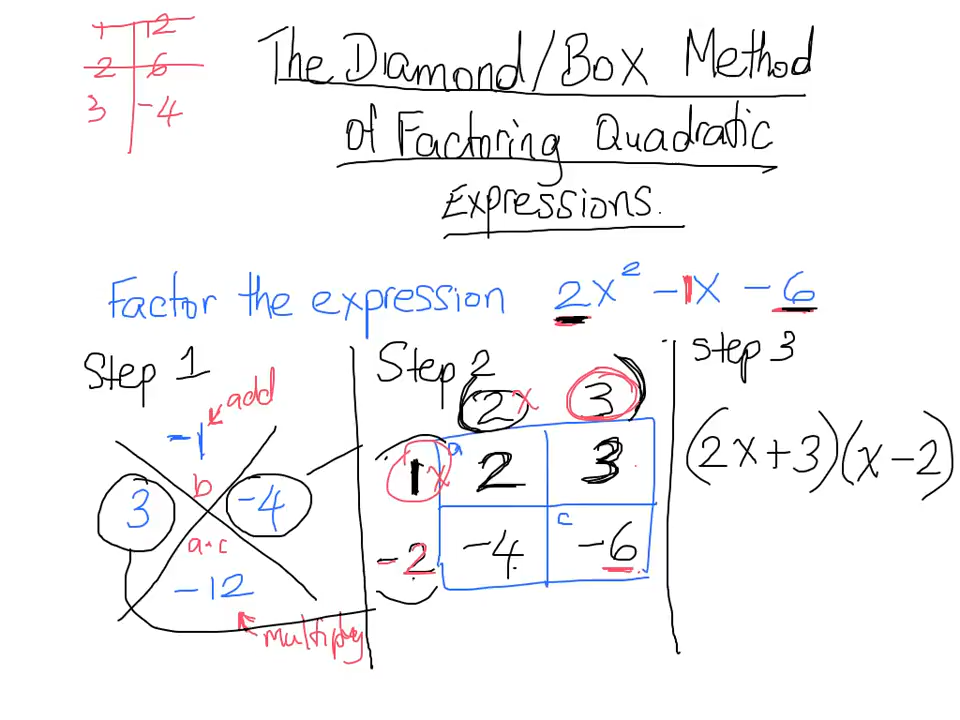 1 12
2 6
3 -4
The Diamond/Box Method
of Factoring Quadratic
Expressions.
Factor the expression 2x² -1x -6
Step 1
add
-1
b
3 -4
a·c
-12
multiply
Step 2
2x 3
1x a 2 3
c
-2 -4 -6
Step 3
(2x+3)(x-2)